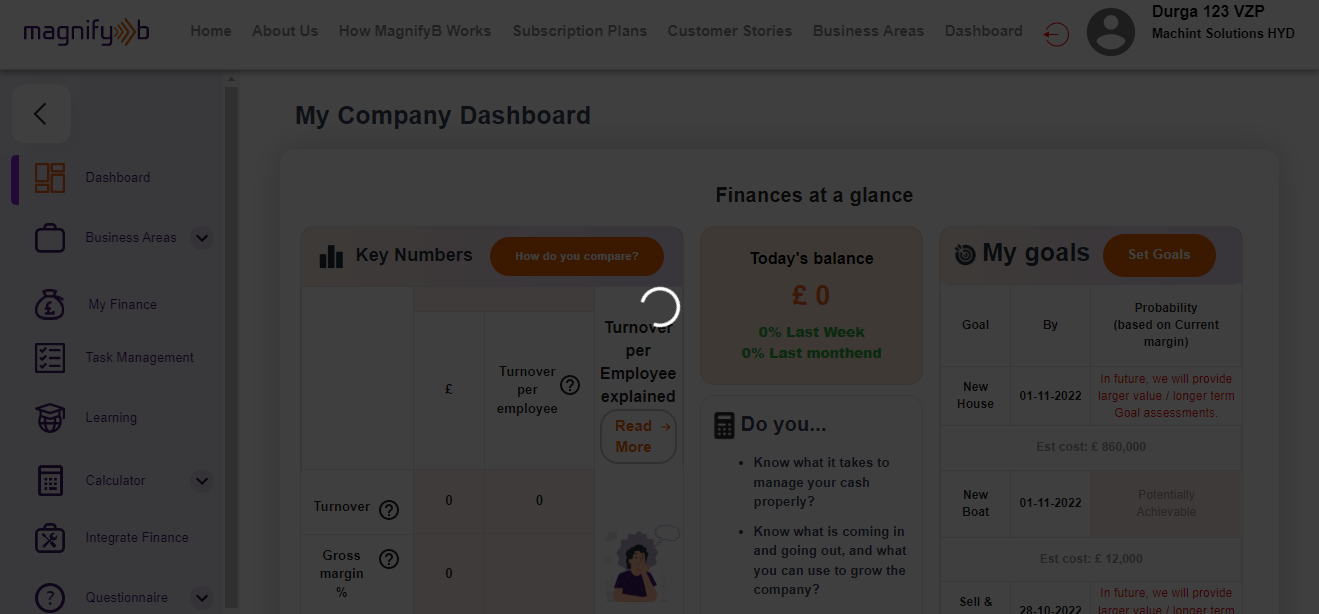 magnifyb
Home About Us How MagnifyB Works Subscription Plans Customer Stories Business Areas Dashboard
Durga 123 VZP
Machint Solutions HYD
Dashboard
Business Areas
My Finance
Task Management
Learning
Calculator
Integrate Finance
Questionnaire
My Company Dashboard
Finances at a glance
Key Numbers
How do you compare?
£
Turnover
per
employee
?
Turnover
per
Employee
explained
Read
More
Turnover ? 0 0
Gross
margin
%
?
0
Today's balance
£ 0
0% Last Week
0% Last monthend
Do you...
• Know what it takes to
manage your cash
properly?
• Know what is coming in
and going out, and what
you can use to grow the
company?
My goals
Set Goals
Goal
By
Probability
(based on Current
margin)
New
House
01-11-2022
In future, we will provide
larger value / longer term
Goal assessments.
Est cost: £ 860,000
New
Boat
01-11-2022
Potentially
Achievable
Est cost: £ 12,000
Sell &
28-10-2022
In future, we will provide
larger value / longer term